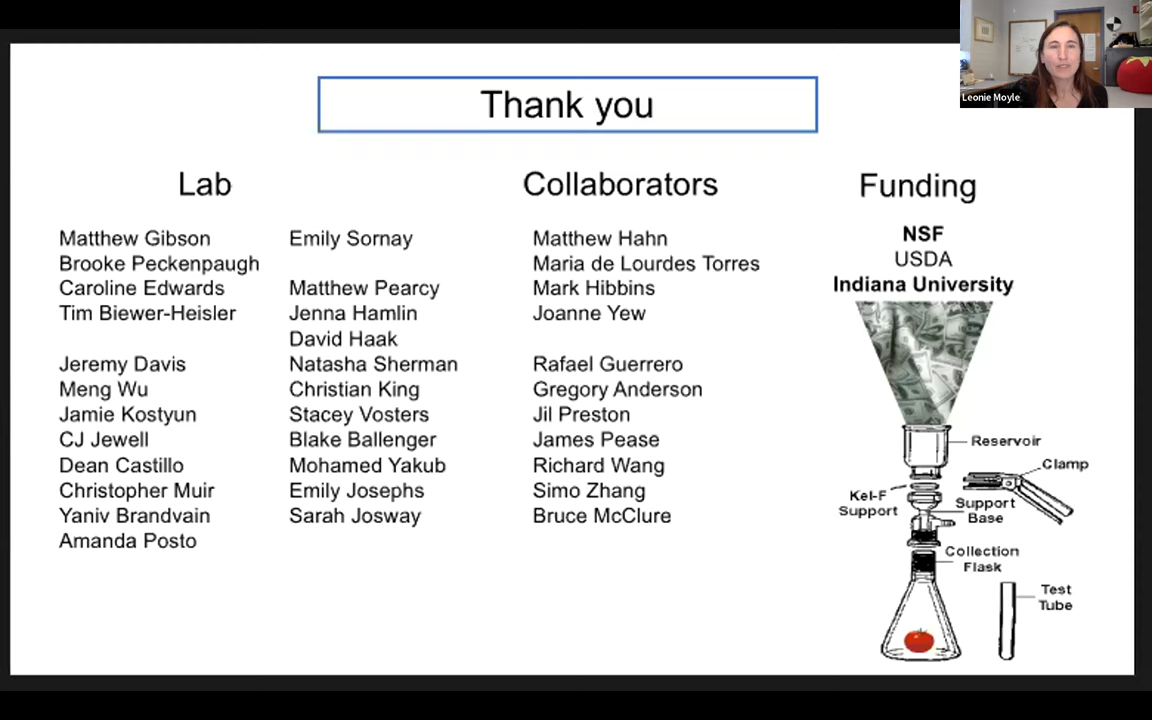 Leonie Moyle
Thank you
Lab
Matthew Gibson
Brooke Peckenpaugh
Caroline Edwards
Tim Biewer-Heisler
Jeremy Davis
Meng Wu
Jamie Kostyun
CJ Jewell
Dean Castillo
Christopher Muir
Yaniv Brandvain
Amanda Posto
Emily Sornay
Matthew Pearcy
Jenna Hamlin
David Haak
Natasha Sherman
Christian King
Stacey Vosters
Blake Ballenger
Mohamed Yakub
Emily Josephs
Sarah Josway
Collaborators
Matthew Hahn
Maria de Lourdes Torres
Mark Hibbins
Joanne Yew
Rafael Guerrero
Gregory Anderson
Jil Preston
James Pease
Richard Wang
Simo Zhang
Bruce McClure
Funding
NSF
USDA
Indiana University
Reservoir
Clamp
Kel-F
Support
Support
Base
Collection
Flask
Test
Tube